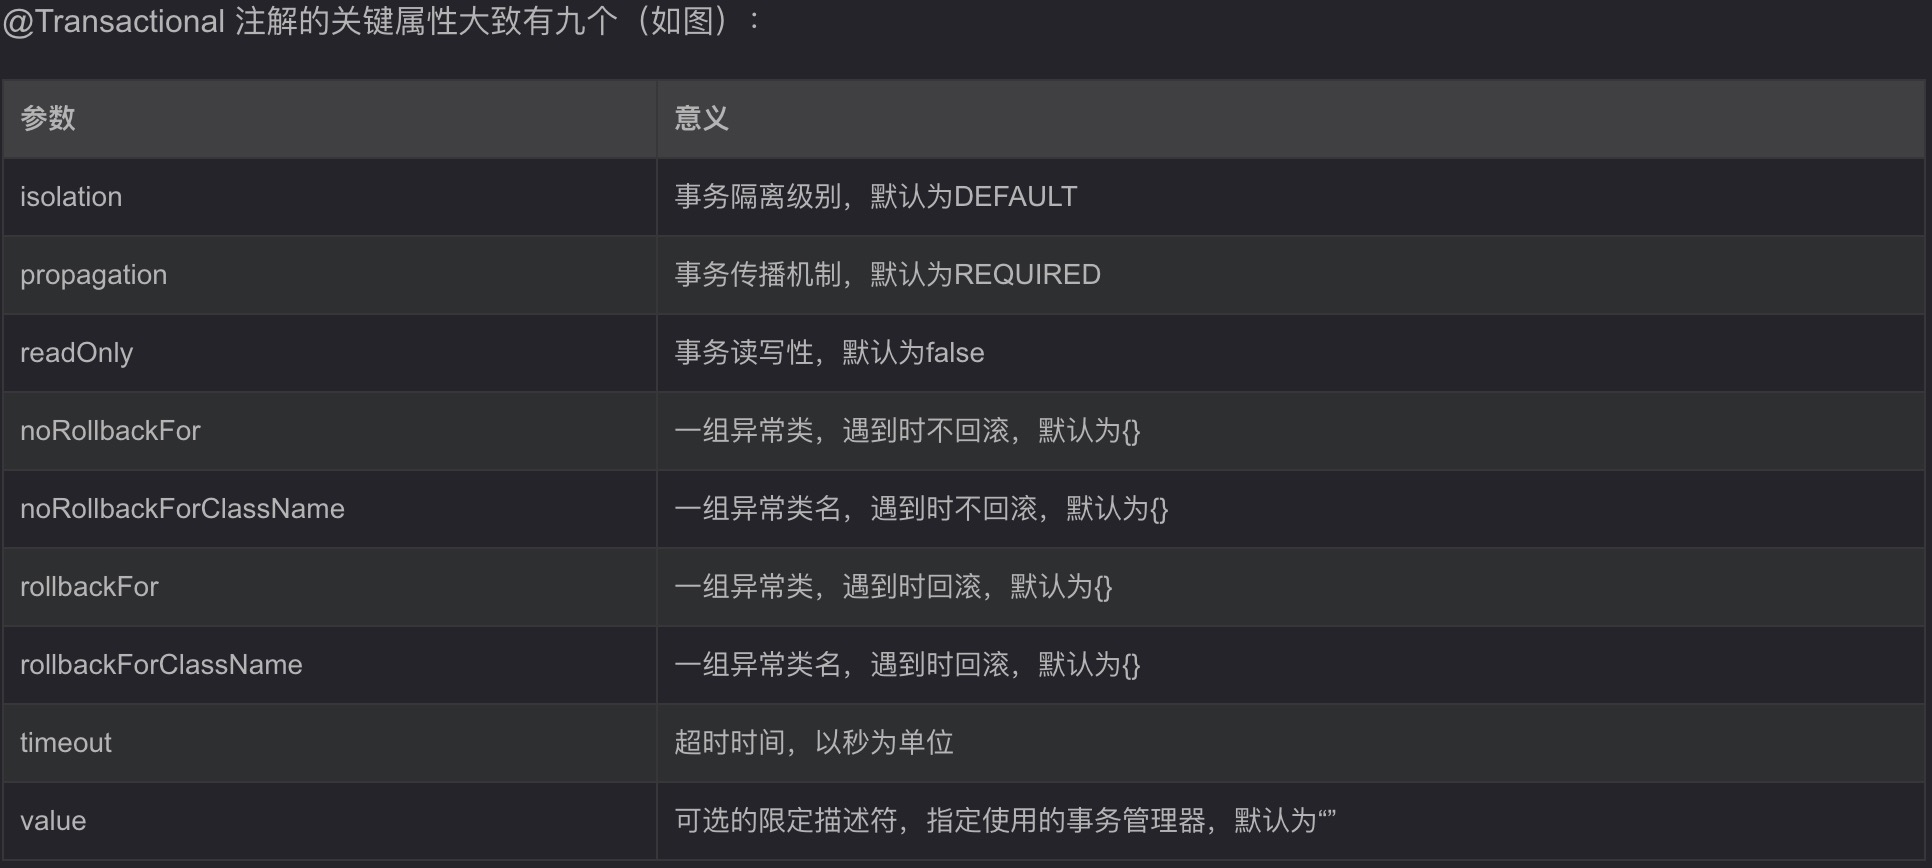 @Transactional 注解的关键属性大致有九个（如图）：
参数 意义
isolation 事务隔离级别，默认为DEFAULT
propagation 事务传播机制，默认为REQUIRED
readOnly 事务读写性，默认为false
noRollbackFor 一组异常类，遇到时不回滚，默认为{}
noRollbackForClassName 一组异常类名，遇到时不回滚，默认为{}
rollbackFor 一组异常类，遇到时回滚，默认为{}
rollbackForClassName 一组异常类名，遇到时回滚，默认为{}
timeout 超时时间，以秒为单位
value 可选的限定描述符，指定使用的事务管理器，默认为“”